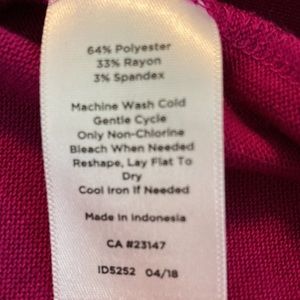 64% Polyester
33% Rayon
3% Spandex
Machine Wash Cold
Gentle Cycle
Only Non-Chlorine
Bleach When Needed
Reshape, Lay Flat To
Dry
Cool Iron If Needed
Made in Indonesia
CA #23147
ID5252 04/18